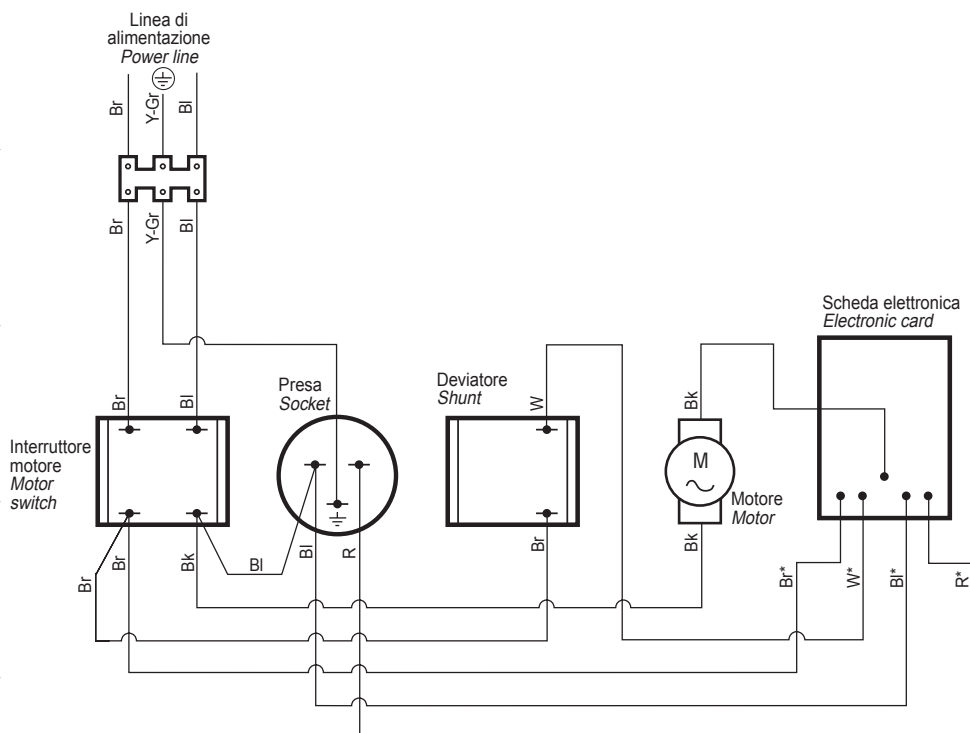 Linea di
alimentazione
Power line
Br
Y-Gr
Bl
Br
Y-Gr
Bl
Scheda elettronica
Electronic card
Br
Bl
Presa
Socket
Deviatore
Shunt
W
Bk
Interruttore
motore
Motor
switch
M
Motore
Motor
Br
Br
Bk
Bl
Bl
R
Br
Bk
Br*
W*
Bl*
R*